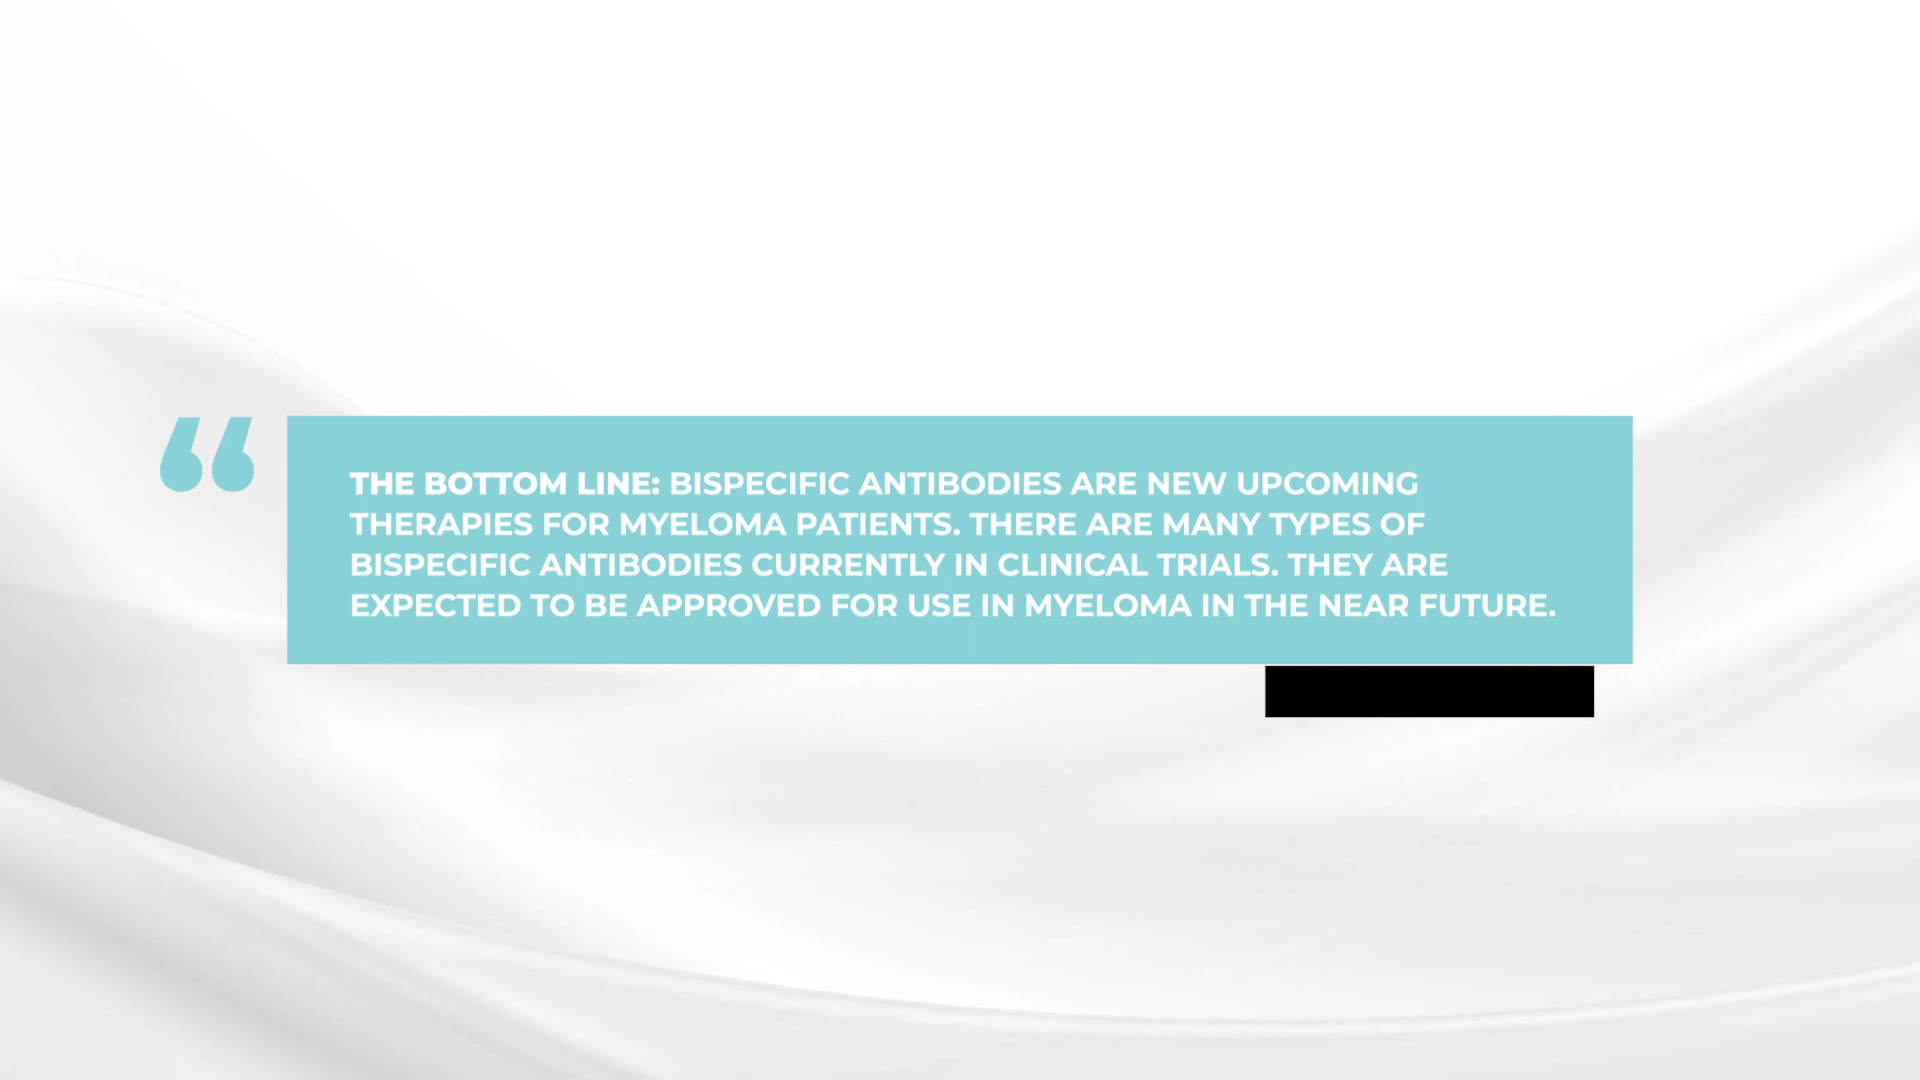 “
THE BOTTOM LINE: BISPECIFIC ANTIBODIES ARE NEW UPCOMING
THERAPIES FOR MYELOMA PATIENTS. THERE ARE MANY TYPES OF
BISPECIFIC ANTIBODIES CURRENTLY IN CLINICAL TRIALS. THEY ARE
EXPECTED TO BE APPROVED FOR USE IN MYELOMA IN THE NEAR FUTURE.